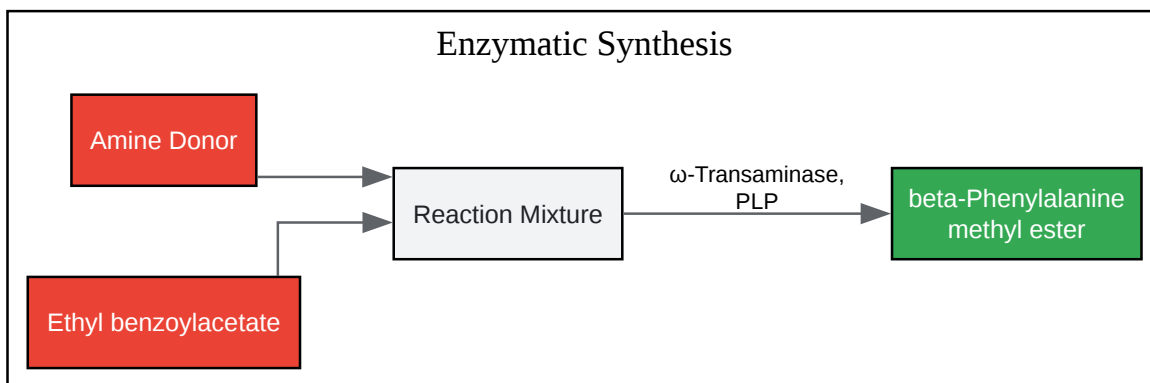 Enzymatic Synthesis
Amine Donor
Ethyl benzoylacetate
Reaction Mixture
ω-Transaminase,
PLP
beta-Phenylalanine
methyl ester